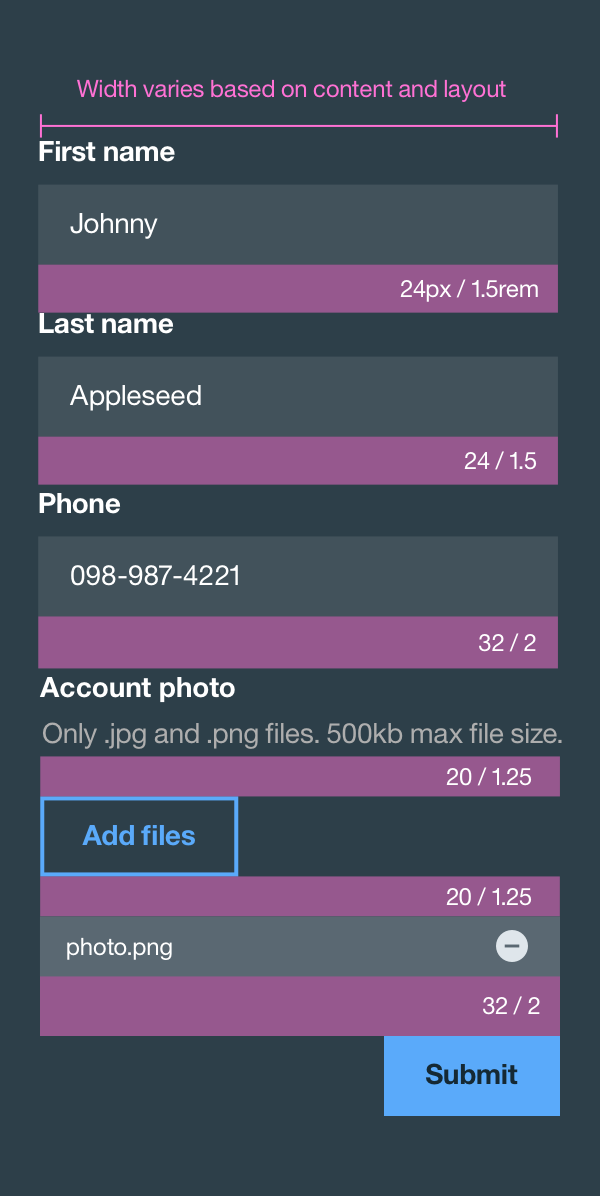 Width varies based on content and layout
First name
Johnny
24px / 1.5rem
Last name
Appleseed
24 / 1.5
Phone
098-987-4221
32 / 2
Account photo
Only .jpg and .png files. 500kb max file size.
20 / 1.25
Add files
20 / 1.25
photo.png
32 / 2
Submit